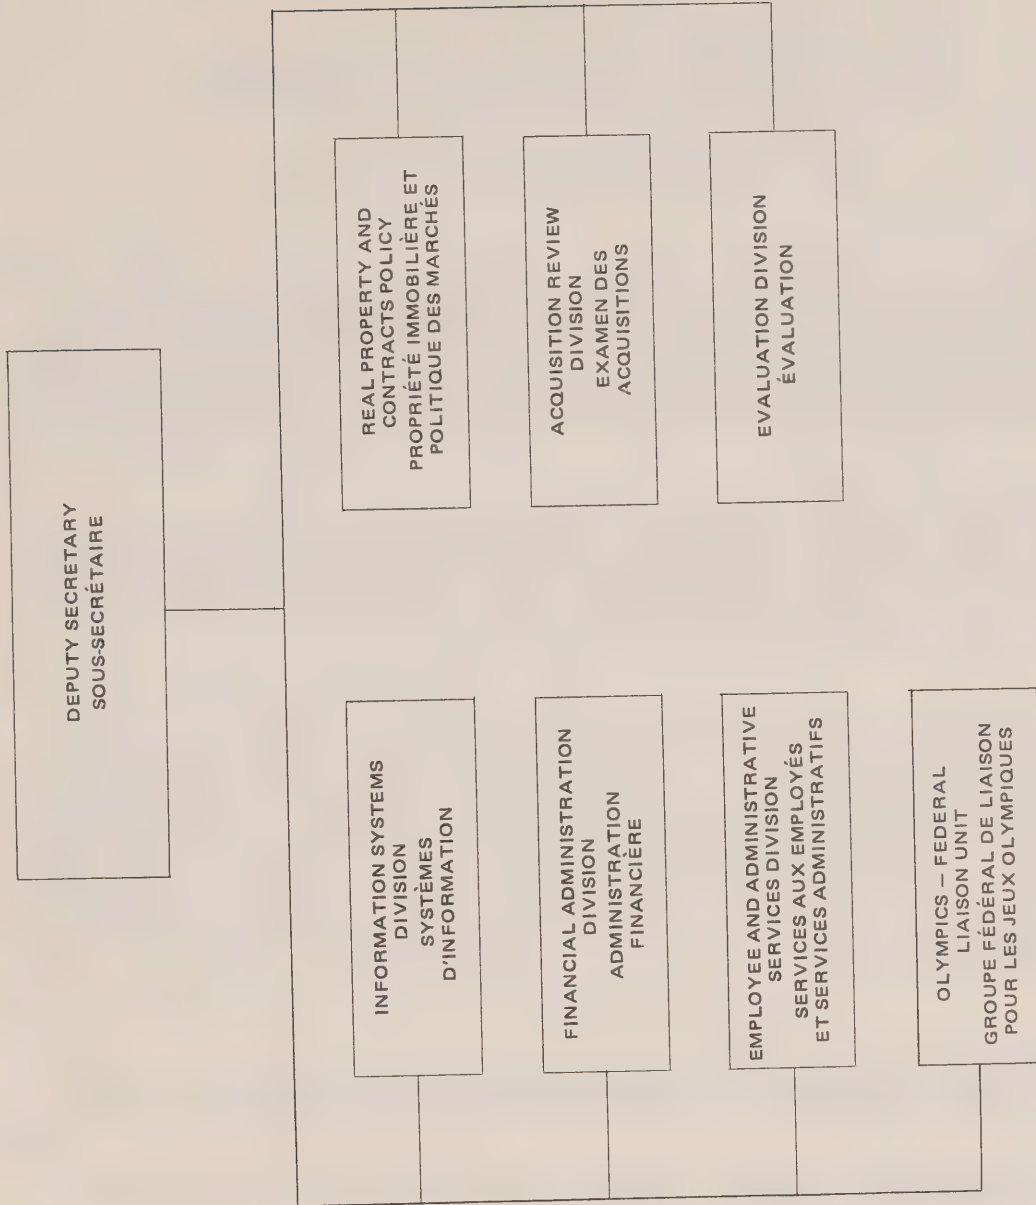 DEPUTY SECRETARY
SOUS-SECRÉTAIRE
INFORMATION SYSTEMS
DIVISION
SYSTÈMES
D'INFORMATION
FINANCIAL ADMINISTRATION
DIVISION
ADMINISTRATION
FINANCIÈRE
EMPLOYEE AND ADMINISTRATIVE
SERVICES DIVISION
SERVICES AUX EMPLOYÉS
ET SERVICES ADMINISTRATIFS
OLYMPICS – FEDERAL
LIAISON UNIT
GROUPE FÉDÉRAL DE LIAISON
POUR LES JEUX OLYMPIQUES
REAL PROPERTY AND
CONTRACTS POLICY
PROPRIÉTÉ IMMOBILIÈRE ET
POLITIQUE DES MARCHÉS
ACQUISITION REVIEW
DIVISION
EXAMEN DES
ACQUISITIONS
EVALUATION DIVISION
ÉVALUATION